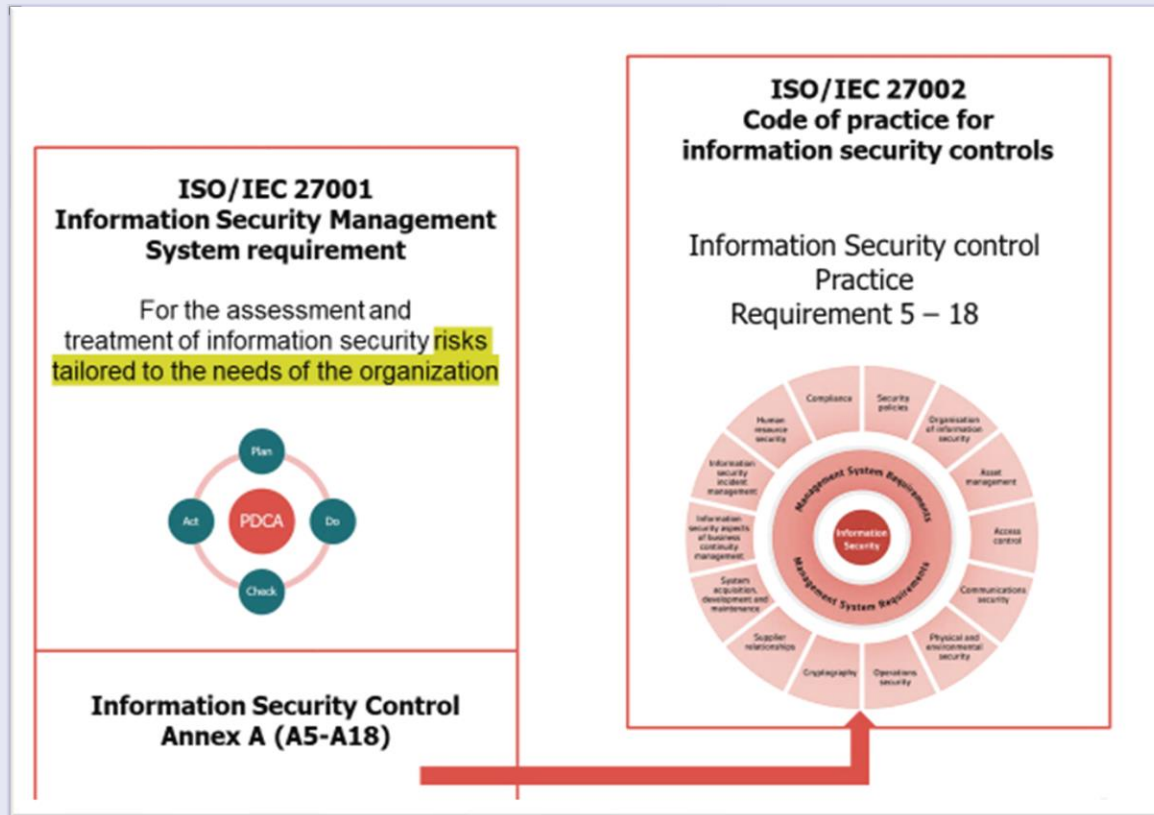 ISO/IEC 27001
Information Security Management
System requirement
For the assessment and
treatment of information security risks
tailored to the needs of the organization
Plan
Act
PDCA
Do
Check
Information Security Control
Annex A (A5-A18)
ISO/IEC 27002
Code of practice for
information security controls
Information Security control
Practice
Requirement 5 – 18
Compliance
Security
policies
Organisation
of information
security
Asset
management
Access
control
Communications
security
Physical and
environmental
security
Operations
security
Cryptography
Supplier
relationships
System
acquisition,
development and
maintenance
Information
security aspects
of business
continuity
management
Information
security
incident
management
Human
resource
security
Management System Requirements
Information
Security
Management System Requirements